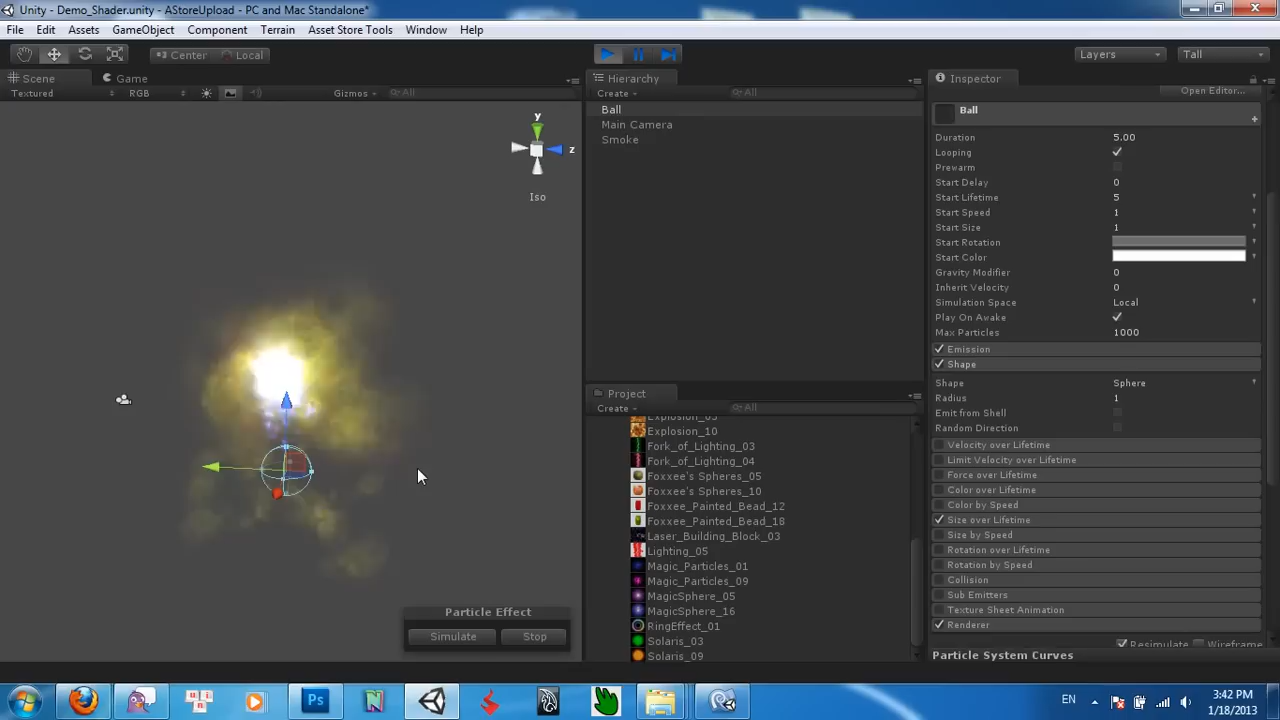 Unity - Demo_Shader.unity - AStoreUpload - PC and Mac Standalone*
File Edit Assets GameObject Component Terrain Asset Store Tools Window Help
Center Local Layers Tall
Scene Game
Textured RGB Gizmos All
y
z
Iso
Particle Effect
Simulate Stop
Hierarchy
Create All
Ball
Main Camera
Smoke
Project
Create All
Explosion_03
Explosion_10
Fork_of_Lighting_03
Fork_of_Lighting_04
Foxxee's Spheres_05
Foxxee's Spheres_10
Foxxee_Painted_Bead_12
Foxxee_Painted_Bead_18
Laser_Building_Block_03
Lighting_05
Magic_Particles_01
Magic_Particles_09
MagicSphere_05
MagicSphere_16
RingEffect_01
Solaris_03
Solaris_09
Inspector
Open Editor...
Ball
Duration 5.00
Looping
Prewarm
Start Delay 0
Start Lifetime 5
Start Speed 1
Start Size 1
Start Rotation
Start Color
Gravity Modifier 0
Inherit Velocity 0
Simulation Space Local
Play On Awake
Max Particles 1000
Emission
Shape
Shape Sphere
Radius 1
Emit from Shell
Random Direction
Velocity over Lifetime
Limit Velocity over Lifetime
Force over Lifetime
Color over Lifetime
Color by Speed
Size over Lifetime
Size by Speed
Rotation over Lifetime
Rotation by Speed
Collision
Sub Emitters
Texture Sheet Animation
Renderer
Resimulate Wireframe
Particle System Curves
Ps
EN
3:42 PM
1/18/2013